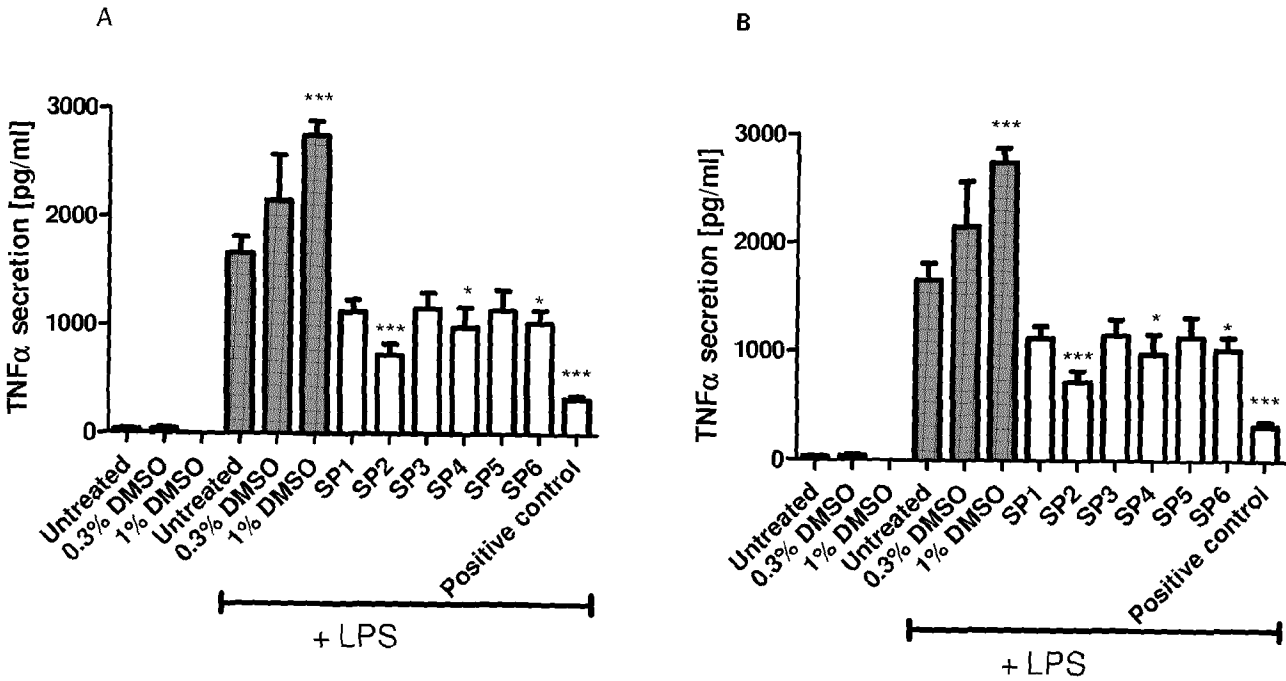 A
TNFα secretion [pg/ml]
3000
2000
1000
0
***
***
*
*
***
Untreated
0.3% DMSO
1% DMSO
Untreated
0.3% DMSO
1% DMSO
SP1
SP2
SP3
SP4
SP5
SP6
Positive control
+ LPS
B
TNFα secretion [pg/ml]
3000
2000
1000
0
***
***
*
*
***
Untreated
0.3% DMSO
1% DMSO
Untreated
0.3% DMSO
1% DMSO
SP1
SP2
SP3
SP4
SP5
SP6
Positive control
+ LPS